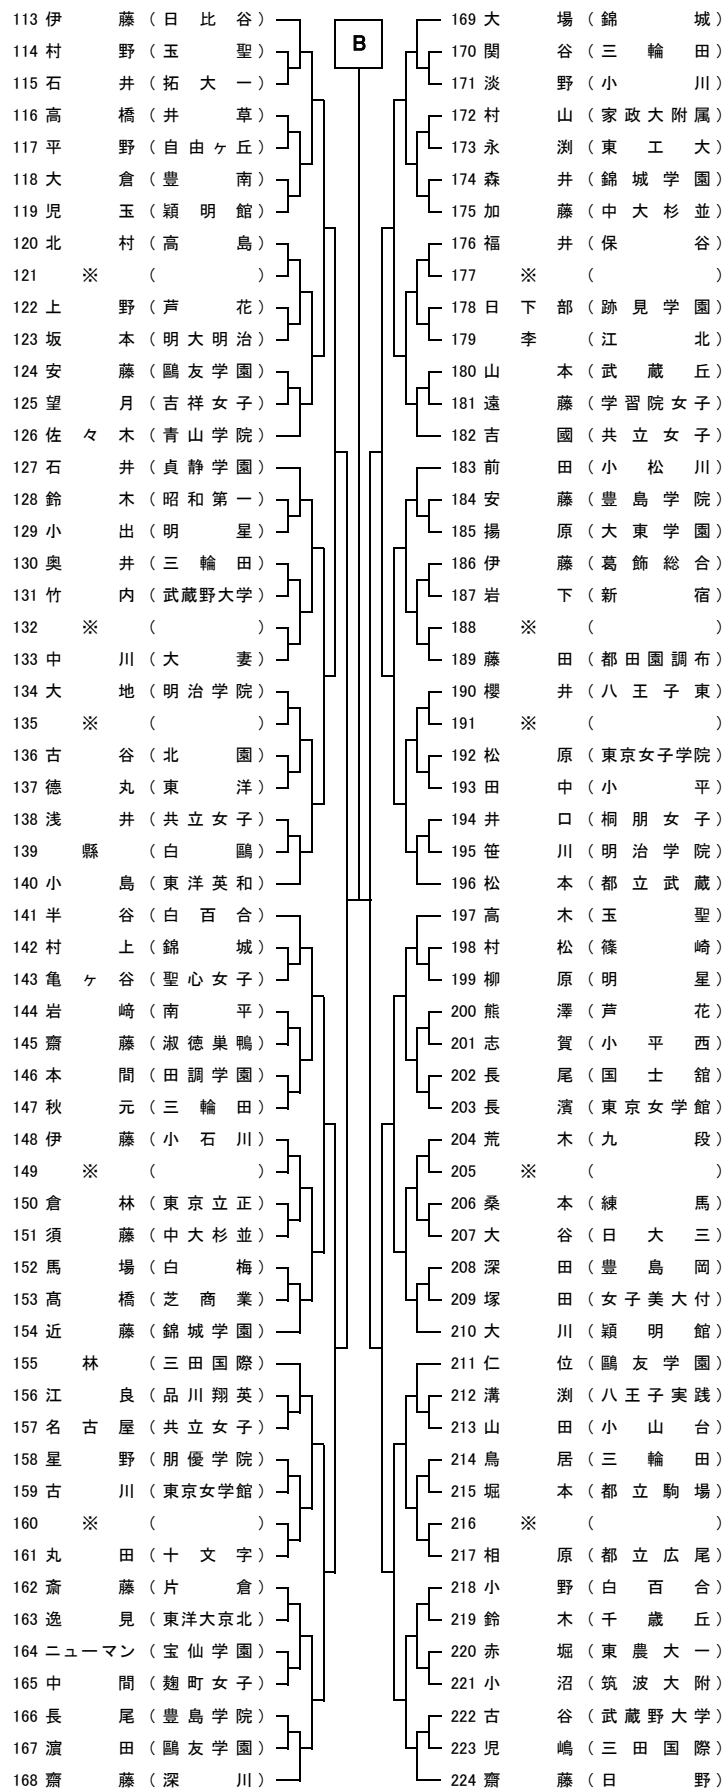 B
113 伊藤 (日比谷)
114 村野 (玉聖)
115 石井 (拓大一)
116 高橋 (井草)
117 平野 (自由ヶ丘)
118 大倉 (豊南)
119 児玉 (穎明館)
120 北村 (高島)
121 ※ ( )
122 上野 (芦花)
123 坂本 (明大明治)
124 安藤 (鷗友学園)
125 望月 (吉祥女子)
126 佐々木 (青山学院)
127 石井 (貞静学園)
128 鈴木 (昭和第一)
129 小出 (明星)
130 奥井 (三輪田)
131 竹内 (武蔵野大学)
132 ※ ( )
133 中川 (大妻)
134 大地 (明治学院)
135 ※ ( )
136 古谷 (北園)
137 德丸 (東洋)
138 浅井 (共立女子)
139 縣 (白鷗)
140 小島 (東洋英和)
141 半谷 (白百合)
142 村上 (錦城)
143 亀ヶ谷 (聖心女子)
144 岩﨑 (南平)
145 齋藤 (淑徳巣鴨)
146 本間 (田調学園)
147 秋元 (三輪田)
148 伊藤 (小石川)
149 ※ ( )
150 倉林 (東京立正)
151 須藤 (中大杉並)
152 馬場 (白梅)
153 髙橋 (芝商業)
154 近藤 (錦城学園)
155 林 (三田国際)
156 江良 (品川翔英)
157 名古屋 (共立女子)
158 星野 (朋優学院)
159 古川 (東京女学館)
160 ※ ( )
161 丸田 (十文字)
162 斎藤 (片倉)
163 逸見 (東洋大京北)
164 ニューマン (宝仙学園)
165 中間 (麹町女子)
166 長尾 (豊島学院)
167 濵田 (鷗友学園)
168 齋藤 (深川)
169 大場 (錦城)
170 関谷 (三輪田)
171 淡野 (小川)
172 村山 (家政大附属)
173 永渕 (東工大)
174 森井 (錦城学園)
175 加藤 (中大杉並)
176 福井 (保谷)
177 ※ ( )
178 日下部 (跡見学園)
179 李 (江北)
180 山本 (武蔵丘)
181 遠藤 (学習院女子)
182 吉國 (共立女子)
183 前田 (小松川)
184 安藤 (豊島学院)
185 揚原 (大東学園)
186 伊藤 (葛飾総合)
187 岩下 (新宿)
188 ※ ( )
189 藤田 (都田園調布)
190 櫻井 (八王子東)
191 ※ ( )
192 松原 (東京女子学院)
193 田中 (小平)
194 井口 (桐朋女子)
195 笹川 (明治学院)
196 松本 (都立武蔵)
197 高木 (玉聖)
198 村松 (篠崎)
199 柳原 (明星)
200 熊澤 (芦花)
201 志賀 (小平西)
202 長尾 (国士舘)
203 長濱 (東京女学館)
204 荒木 (九段)
205 ※ ( )
206 桑本 (練馬)
207 大谷 (日大三)
208 深田 (豊島岡)
209 塚田 (女子美大付)
210 大川 (穎明館)
211 仁位 (鷗友学園)
212 溝渕 (八王子実践)
213 山田 (小山台)
214 鳥居 (三輪田)
215 堀本 (都立駒場)
216 ※ ( )
217 相原 (都立広尾)
218 小野 (白百合)
219 鈴木 (千歳丘)
220 赤堀 (東農大一)
221 小沼 (筑波大附)
222 古谷 (武蔵野大学)
223 児嶋 (三田国際)
224 齋藤 (日野)